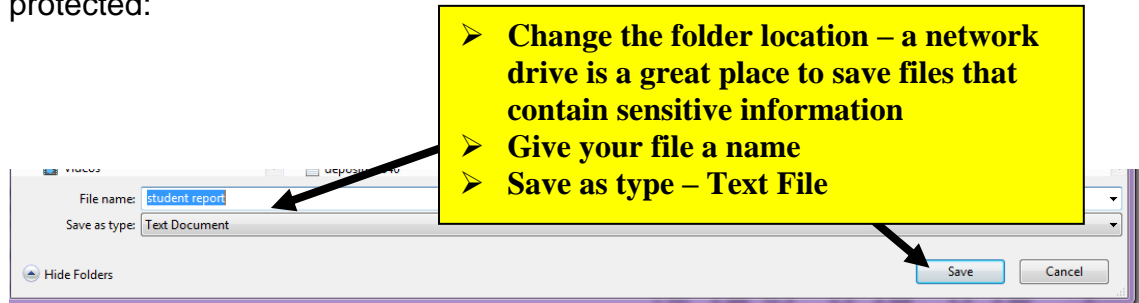 protected:
➢ Change the folder location – a network
drive is a great place to save files that
contain sensitive information
➢ Give your file a name
➢ Save as type – Text File
Videos
File name: student report
Save as type: Text Document
Hide Folders
Save Cancel